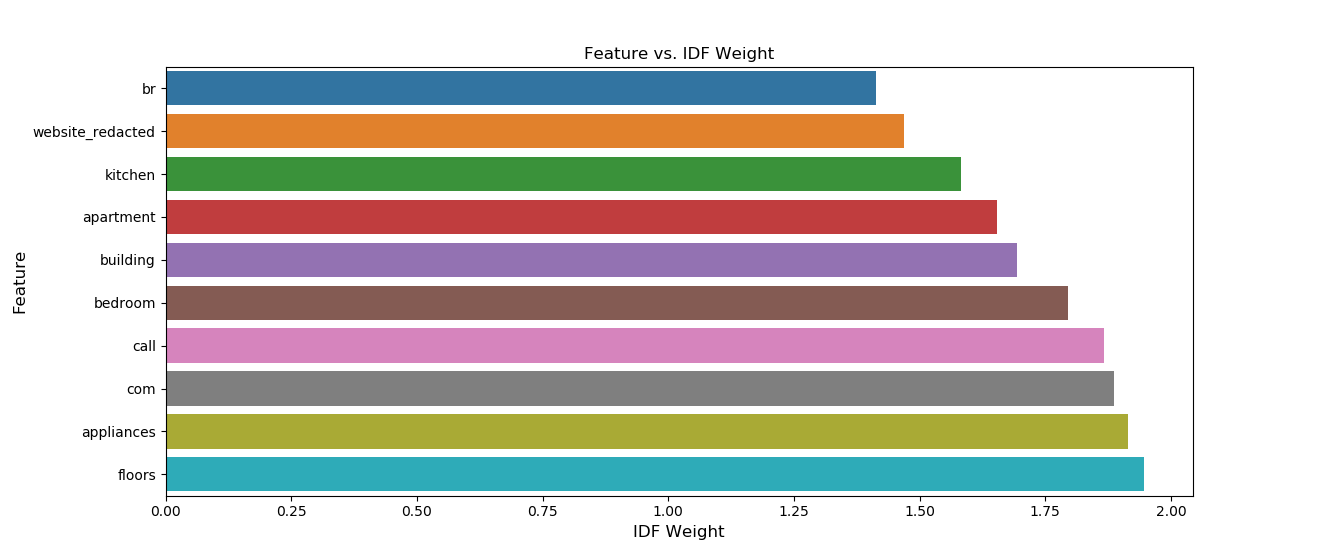 Feature vs. IDF Weight
br
website_redacted
kitchen
apartment
building
bedroom
call
com
appliances
floors
Feature
0.00 0.25 0.50 0.75 1.00 1.25 1.50 1.75 2.00
IDF Weight